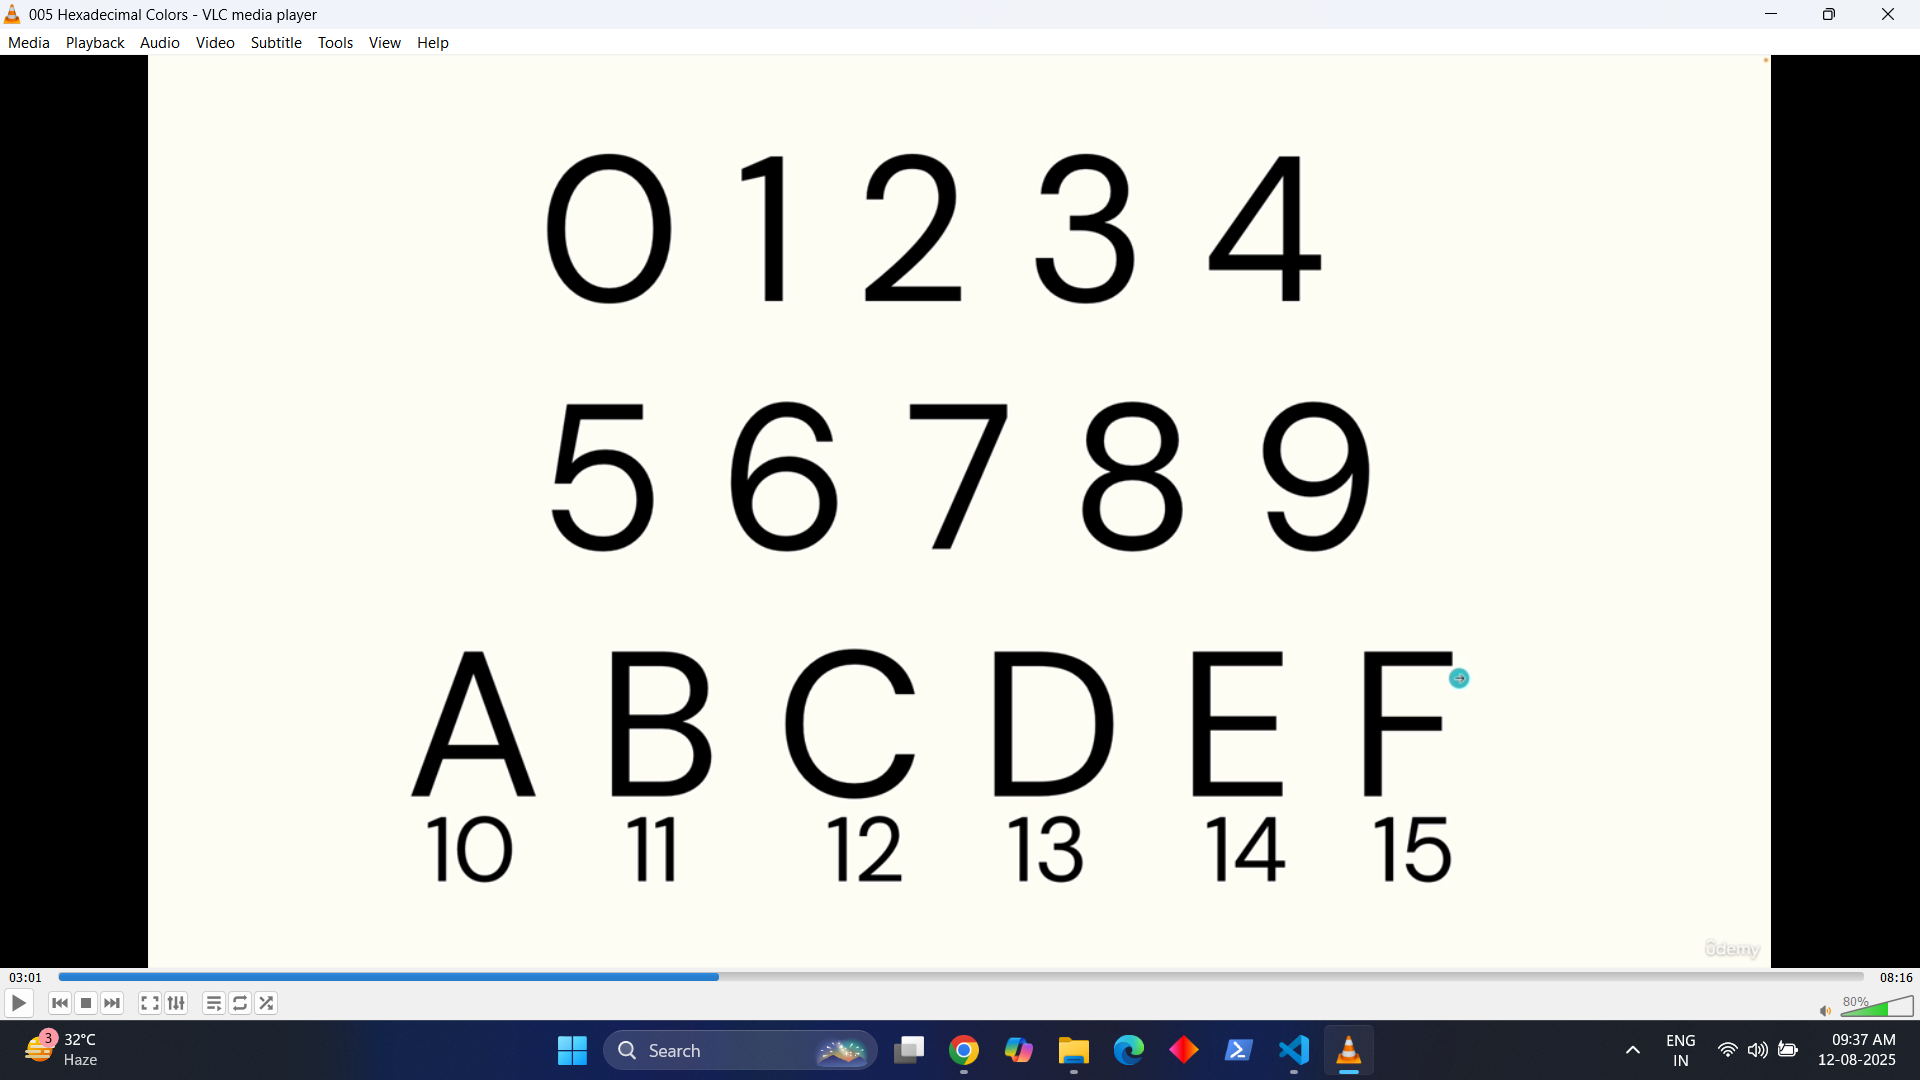 005 Hexadecimal Colors - VLC media player
Media Playback Audio Video Subtitle Tools View Help
0 1 2 3 4
5 6 7 8 9
A B C D E F
10 11 12 13 14 15
ûdemy
03:01 08:16
80%
3
32°C
Haze
Search
ENG
IN
09:37 AM
12-08-2025